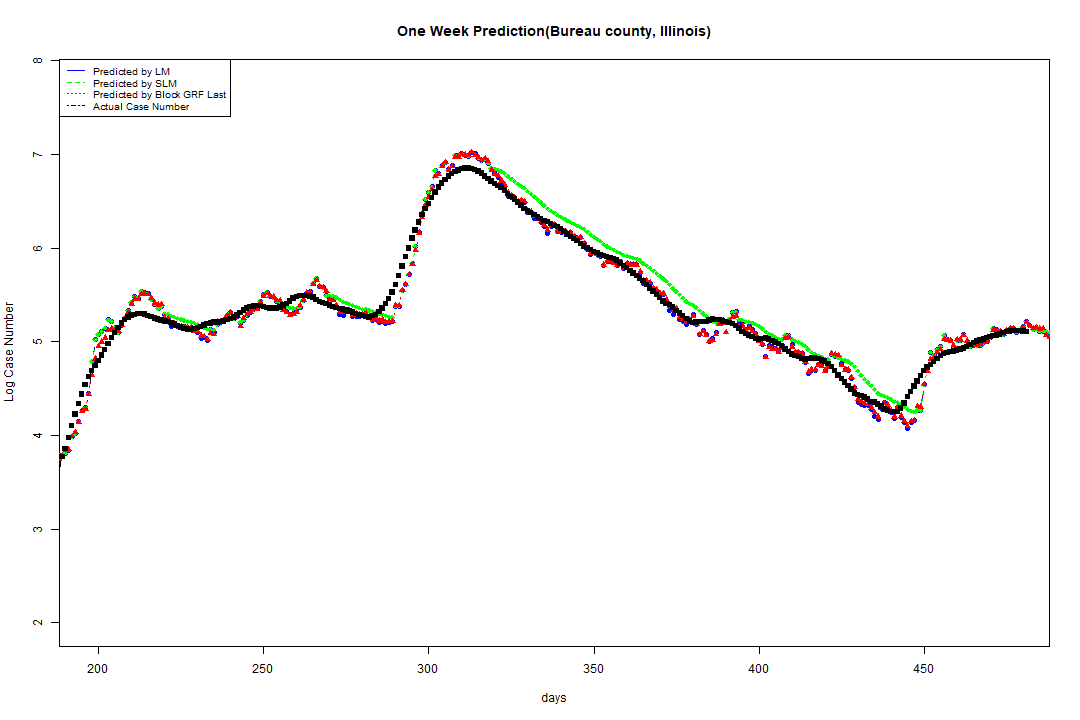 One Week Prediction(Bureau county, Illinois)
Predicted by LM
Predicted by SLM
Predicted by Block GRF Last
Actual Case Number
Log Case Number
8
7
6
5
4
3
2
200 250 300 350 400 450
days